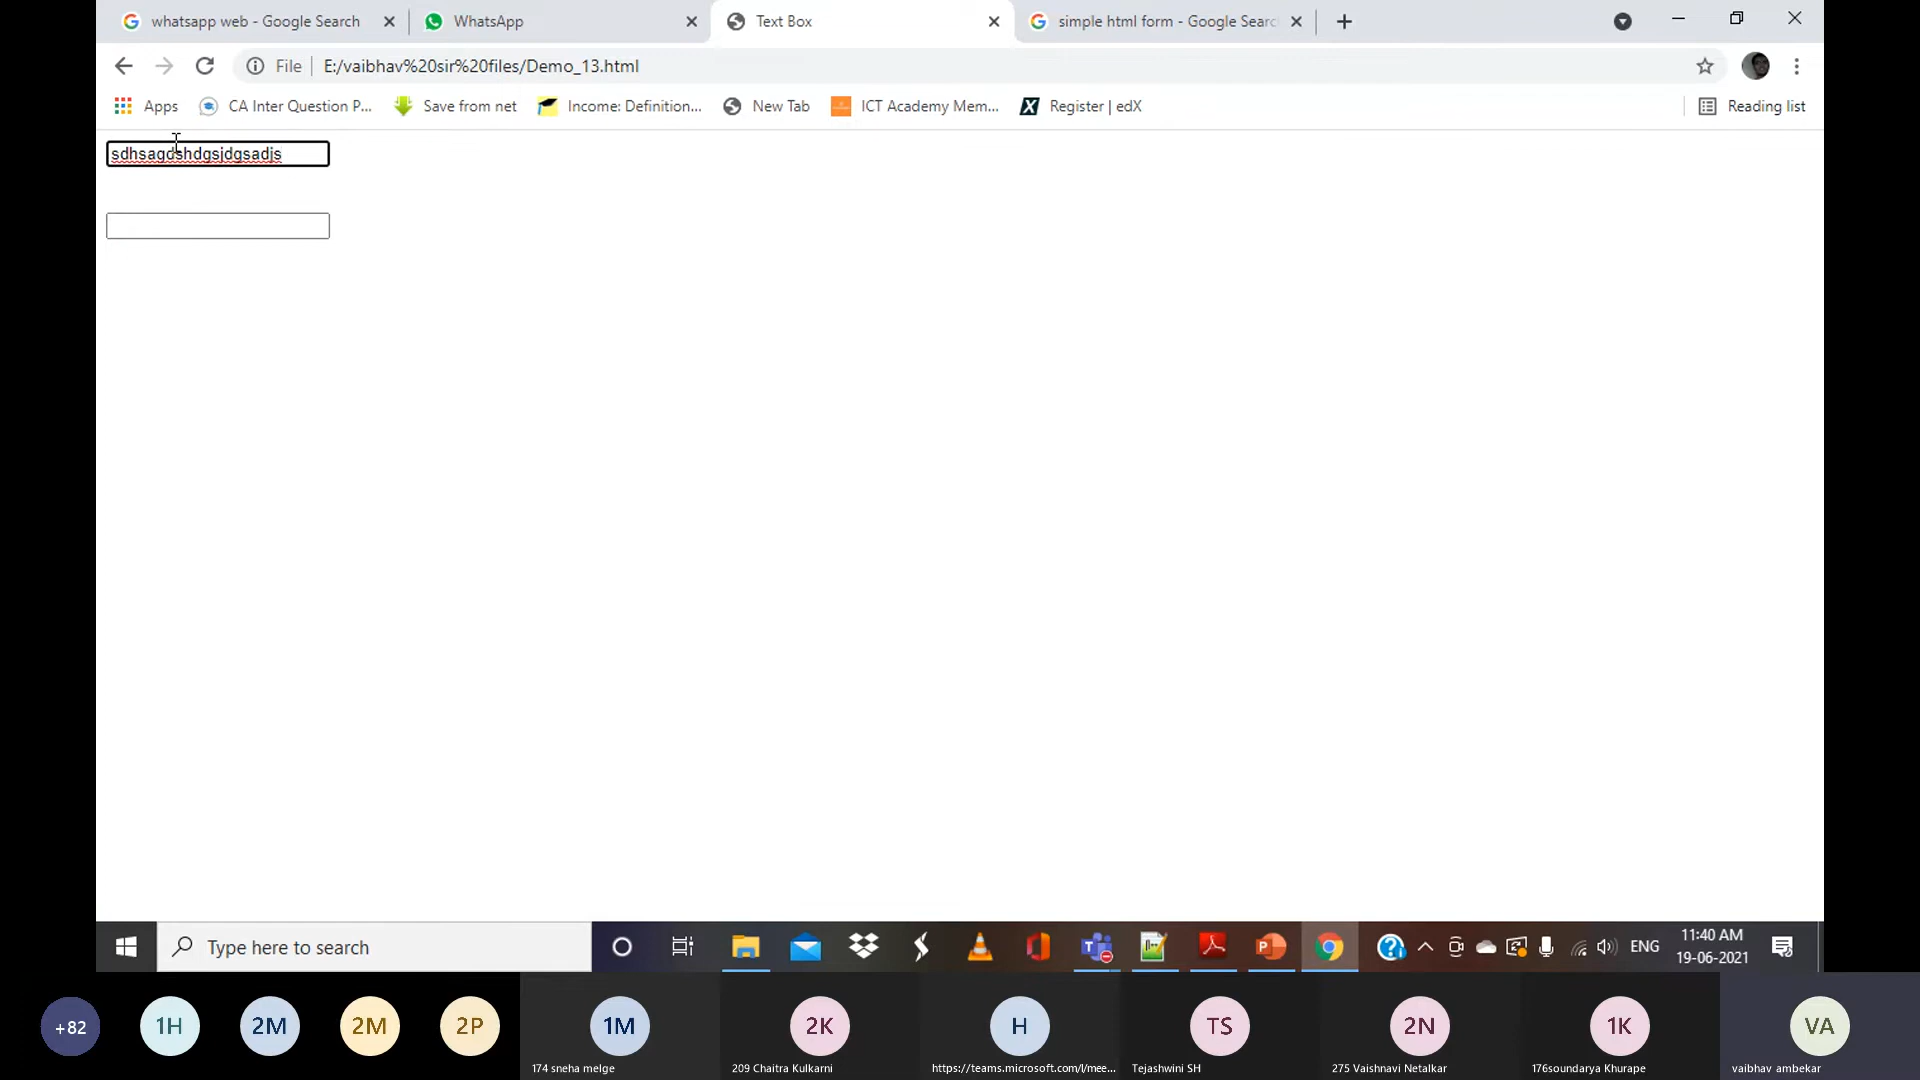 whatsapp web - Google Search
WhatsApp
Text Box
simple html form - Google Searc
File
E:/vaibhav%20sir%20files/Demo_13.html
Apps
CA Inter Question P...
Save from net
Income: Definition...
New Tab
ICT Academy Mem...
Register | edX
Reading list
sdhsagdshdgsjdgsadjs
Type here to search
ENG
11:40 AM
19-06-2021
+82
1H
2M
2M
2P
1M
2K
H
TS
2N
1K
VA
174 sneha melge
209 Chaitra Kulkarni
https://teams.microsoft.com/l/mee...
Tejashwini SH
275 Vaishnavi Netalkar
176soundarya Khurape
vaibhav ambekar